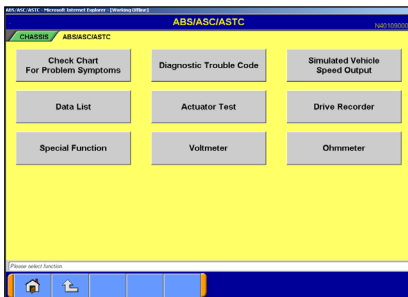 ABS/ASC/ASTC - Microsoft Internet Explorer - [Working Offline]
ABS/ASC/ASTC
N40109000
CHASSIS ABS/ASC/ASTC
Check Chart
For Problem Symptoms
Diagnostic Trouble Code
Simulated Vehicle
Speed Output
Data List
Actuator Test
Drive Recorder
Special Function
Voltmeter
Ohmmeter
Please select function